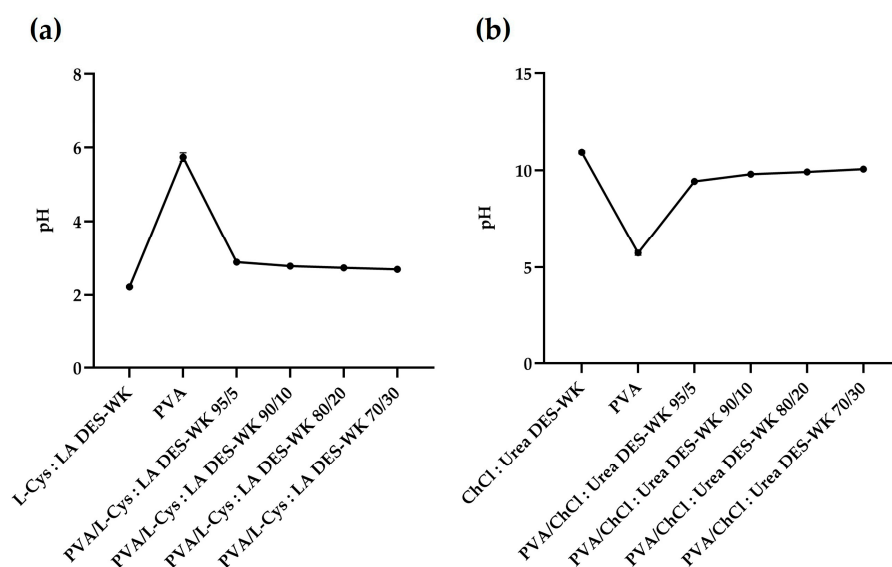 (a)
8
6
4
2
0
pH
L-Cys : LA DES-WK
PVA
PVA/L-Cys : LA DES-WK 95/5
PVA/L-Cys : LA DES-WK 90/10
PVA/L-Cys : LA DES-WK 80/20
PVA/L-Cys : LA DES-WK 70/30
(b)
15
10
5
0
pH
ChCl : Urea DES-WK
PVA
PVA/ChCl : Urea DES-WK 95/5
PVA/ChCl : Urea DES-WK 90/10
PVA/ChCl : Urea DES-WK 80/20
PVA/ChCl : Urea DES-WK 70/30